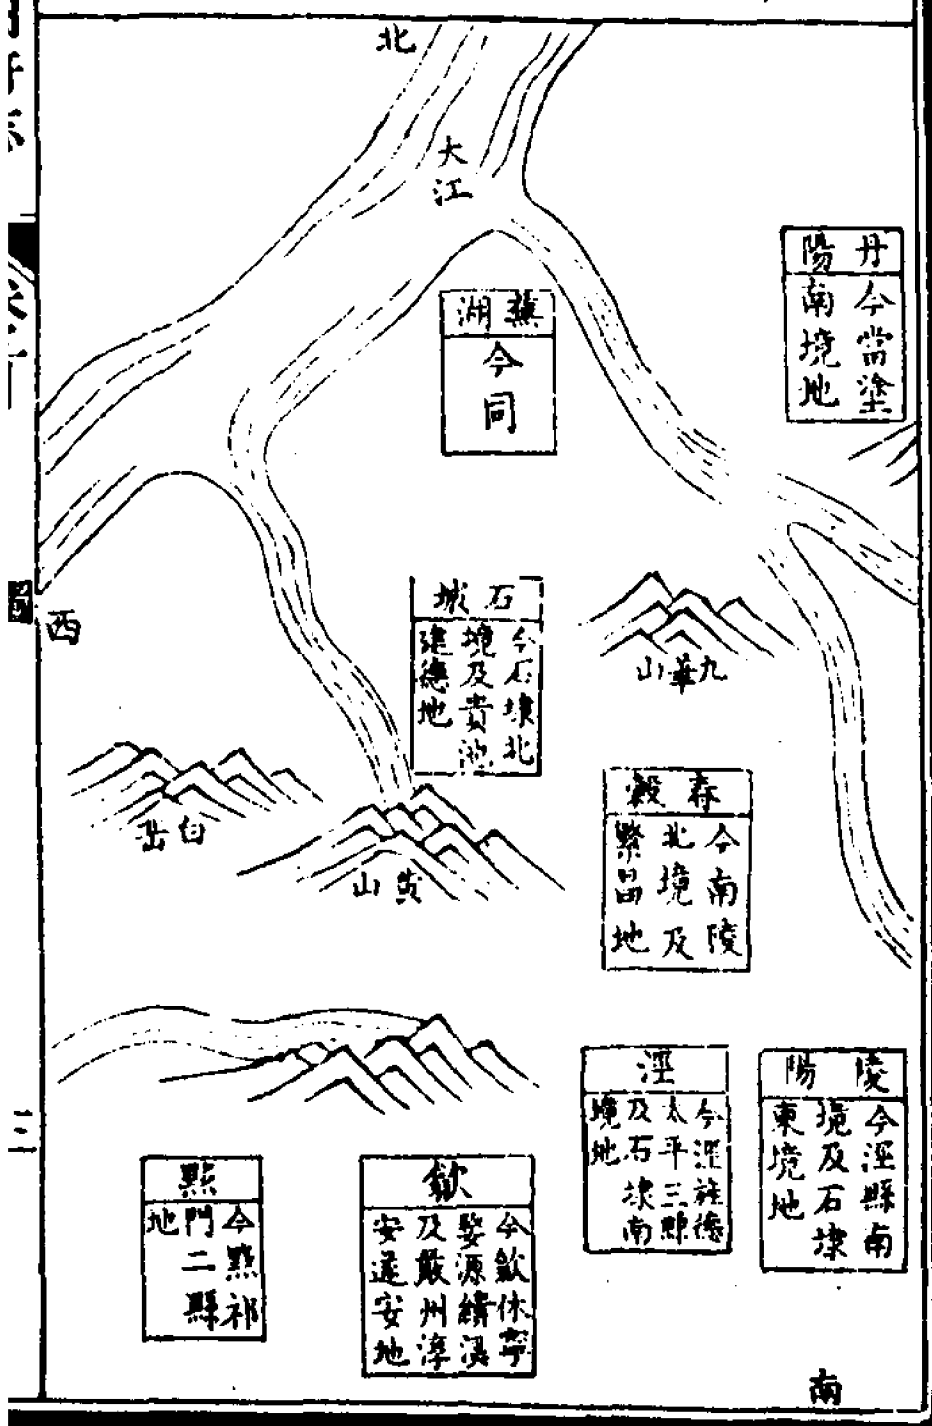 北
大江
丹陽
今當塗
南境地
蕪湖
今同
石城
今石埭北
境及貴池
建德地
九華山
西
黃山
春穀
今南陵
北境及
繁昌地
陵陽
今涇縣南
境及石埭
東境地
涇
今涇旌德
太平三縣
及石埭南
境地
歙
今歙休寧
婺源績溪
及嚴州淳
安遂安地
黟
今黟祁
門二縣
地
南